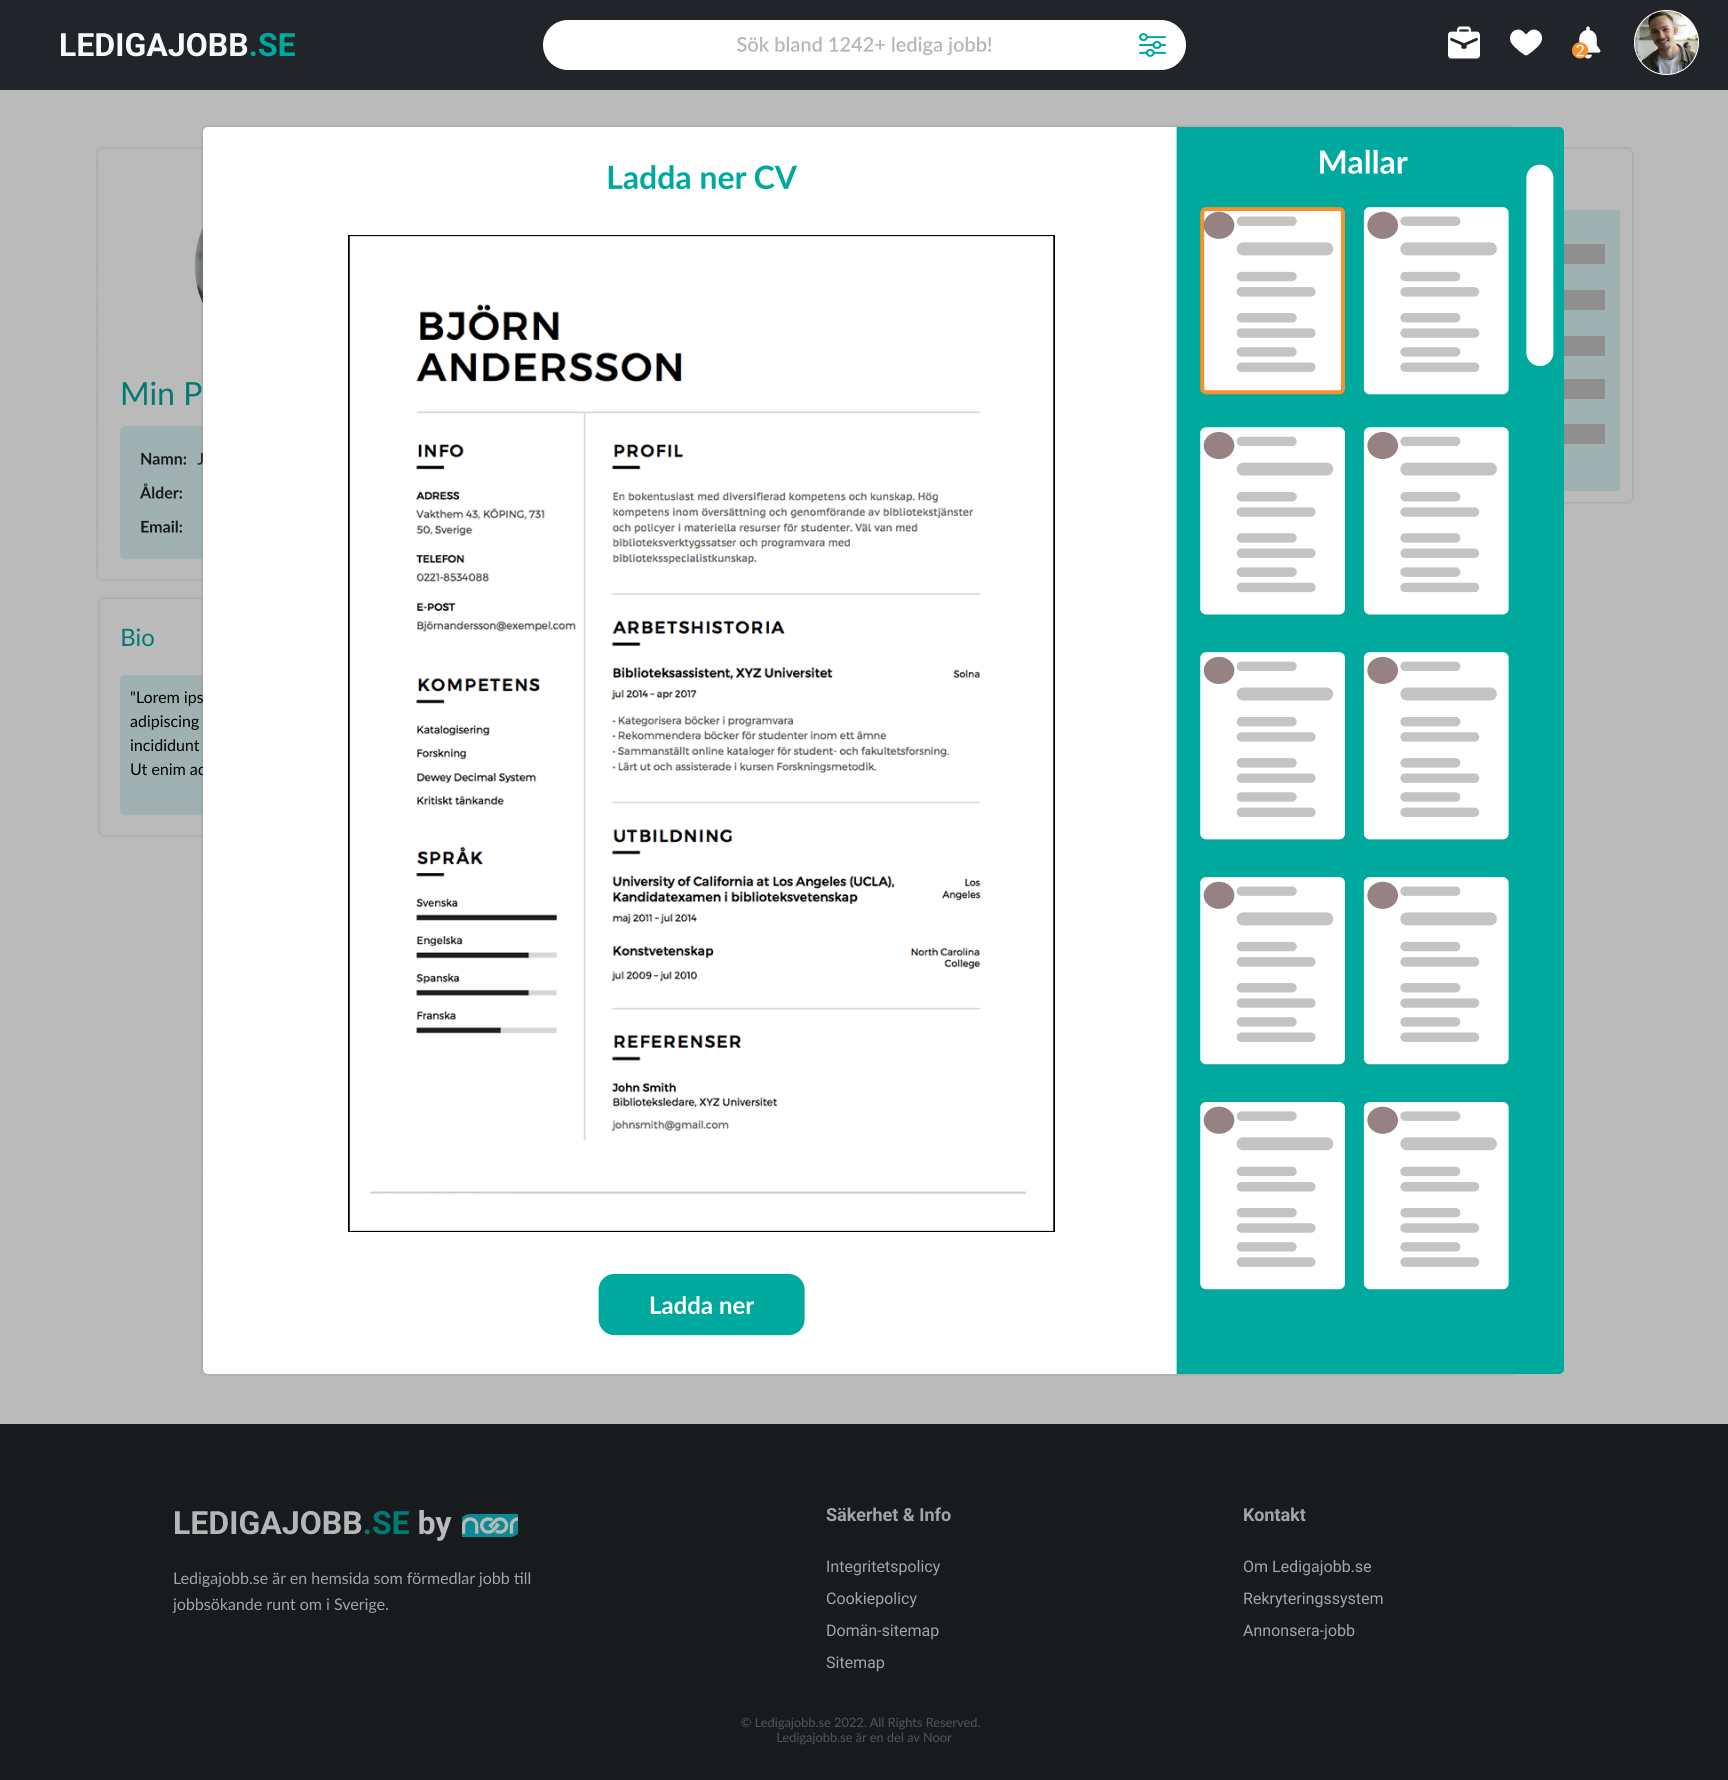 LEDIGAJOBB.SE
Sök bland 1242+ lediga jobb!
2
Ladda ner CV
Mallar
Min P
Namn: J
Ålder:
Email:
Bio
"Lorem ips
adipiscing
incididunt
Ut enim ad
BJÖRN
ANDERSSON
INFO
ADRESS
Vakthem 43, KÖPING, 731
50, Sverige
TELEFON
0221-8534088
E-POST
Björnandersson@exempel.com
KOMPETENS
Katalogisering
Forskning
Dewey Decimal System
Kritiskt tänkande
SPRÅK
Svenska
Engelska
Spanska
Franska
PROFIL
En bokentusiast med diversifierad kompetens och kunskap. Hög
kompetens inom översättning och genomförande av bibliotekstjänster
och policyer i materiella resurser för studenter. Väl van med
biblioteksverktygssatser och programvara med
biblioteksspecialistkunskap.
ARBETSHISTORIA
Biblioteksassistent, XYZ Universitet Solna
jul 2014 – apr 2017
• Kategorisera böcker i programvara
• Rekommendera böcker för studenter inom ett ämne
• Sammanställt online kataloger för student- och fakultetsforsning.
• Lärt ut och assisterade i kursen Forskningsmetodik.
UTBILDNING
University of California at Los Angeles (UCLA), Los
Kandidatexamen i biblioteksvetenskap Angeles
maj 2011 – jul 2014
Konstvetenskap North Carolina
College
jul 2009 – jul 2010
REFERENSER
John Smith
Biblioteksledare, XYZ Universitet
johnsmith@gmail.com
Ladda ner
LEDIGAJOBB.SE by noor
Ledigajobb.se är en hemsida som förmedlar jobb till
jobbsökande runt om i Sverige.
Säkerhet & Info
Integritetspolicy
Cookiepolicy
Domän-sitemap
Sitemap
Kontakt
Om Ledigajobb.se
Rekryteringssystem
Annonsera-jobb
© Ledigajobb.se 2022. All Rights Reserved.
Ledigajobb.se är en del av Noor